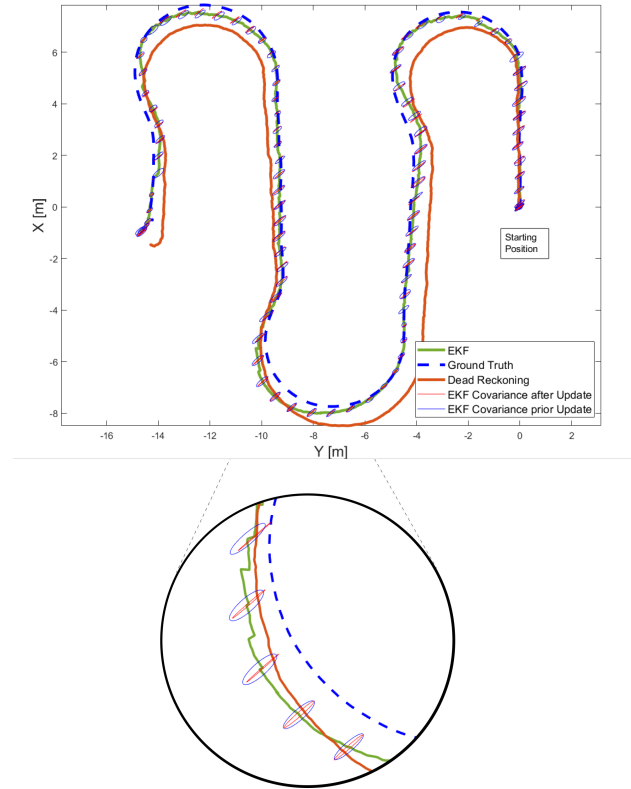 6
4
2
0
-2
-4
-6
-8
X [m]
Starting
Position
EKF
Ground Truth
Dead Reckoning
EKF Covariance after Update
EKF Covariance prior Update
-16 -14 -12 -10 -8 -6 -4 -2 0 2
Y [m]